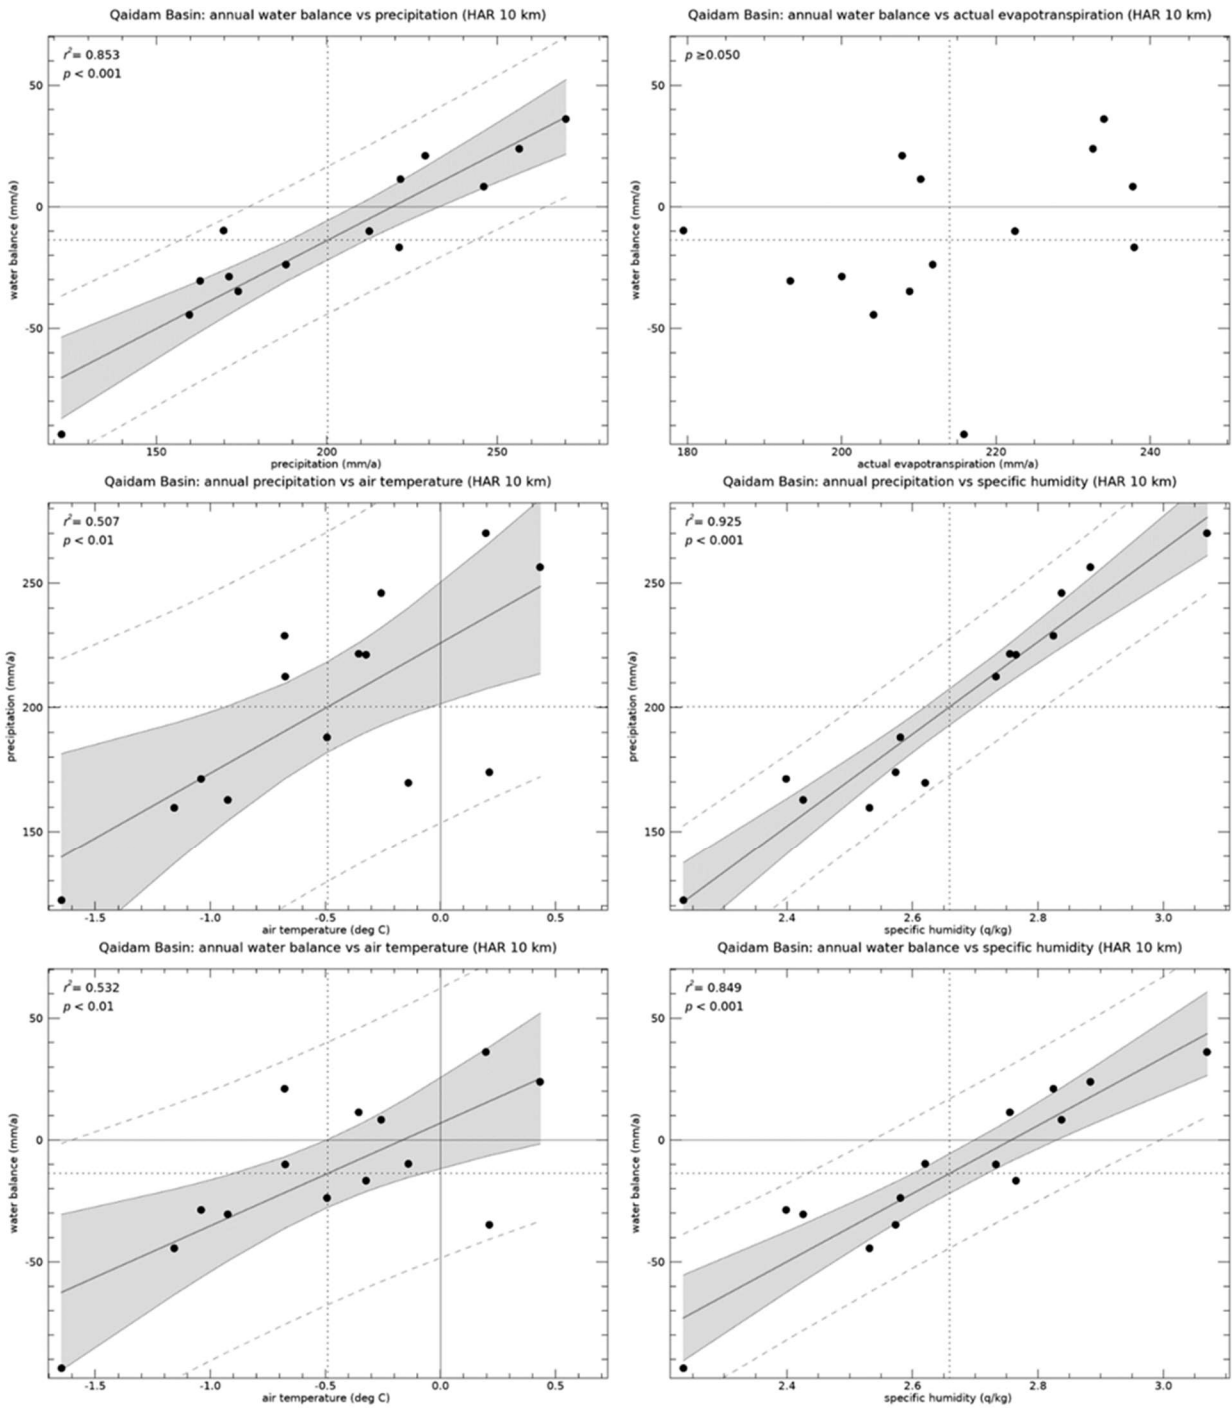 Qaidam Basin: annual water balance vs precipitation (HAR 10 km)
r²= 0.853
p < 0.001
50
0
-50
water balance (mm/a)
150
200
250
precipitation (mm/a)
Qaidam Basin: annual water balance vs actual evapotranspiration (HAR 10 km)
p ≥0.050
50
0
-50
water balance (mm/a)
180
200
220
240
actual evapotranspiration (mm/a)
Qaidam Basin: annual precipitation vs air temperature (HAR 10 km)
r²= 0.507
p < 0.01
250
200
150
precipitation (mm/a)
-1.5
-1.0
-0.5
0.0
0.5
air temperature (deg C)
Qaidam Basin: annual precipitation vs specific humidity (HAR 10 km)
r²= 0.925
p < 0.001
250
200
150
precipitation (mm/a)
2.4
2.6
2.8
3.0
specific humidity (q/kg)
Qaidam Basin: annual water balance vs air temperature (HAR 10 km)
r²= 0.532
p < 0.01
50
0
-50
water balance (mm/a)
-1.5
-1.0
-0.5
0.0
0.5
air temperature (deg C)
Qaidam Basin: annual water balance vs specific humidity (HAR 10 km)
r²= 0.849
p < 0.001
50
0
-50
water balance (mm/a)
2.4
2.6
2.8
3.0
specific humidity (q/kg)